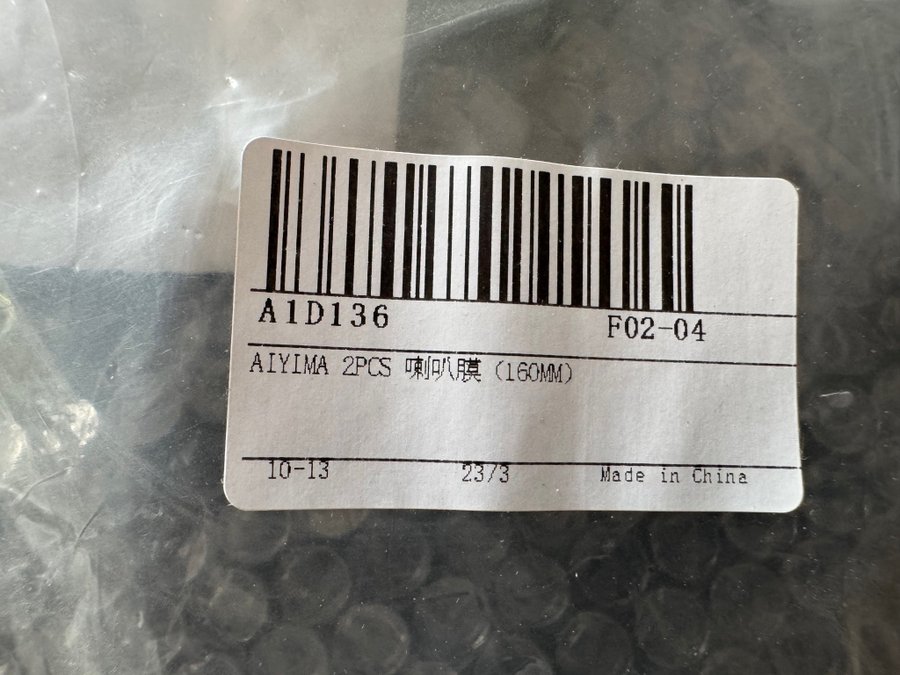 A1D136 F02-04
AIYIMA 2PCS 喇叭膜 (160MM)
10-13 23/3 Made in China